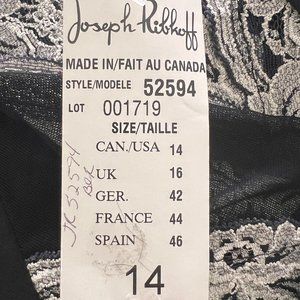 Joseph Ribkoff
MADE IN/FAIT AU CANADA
STYLE/MODELE 52594
LOT 001719
SIZE/TAILLE
CAN./USA 14
UK 16
GER. 42
FRANCE 44
SPAIN 46
14
JR 52594